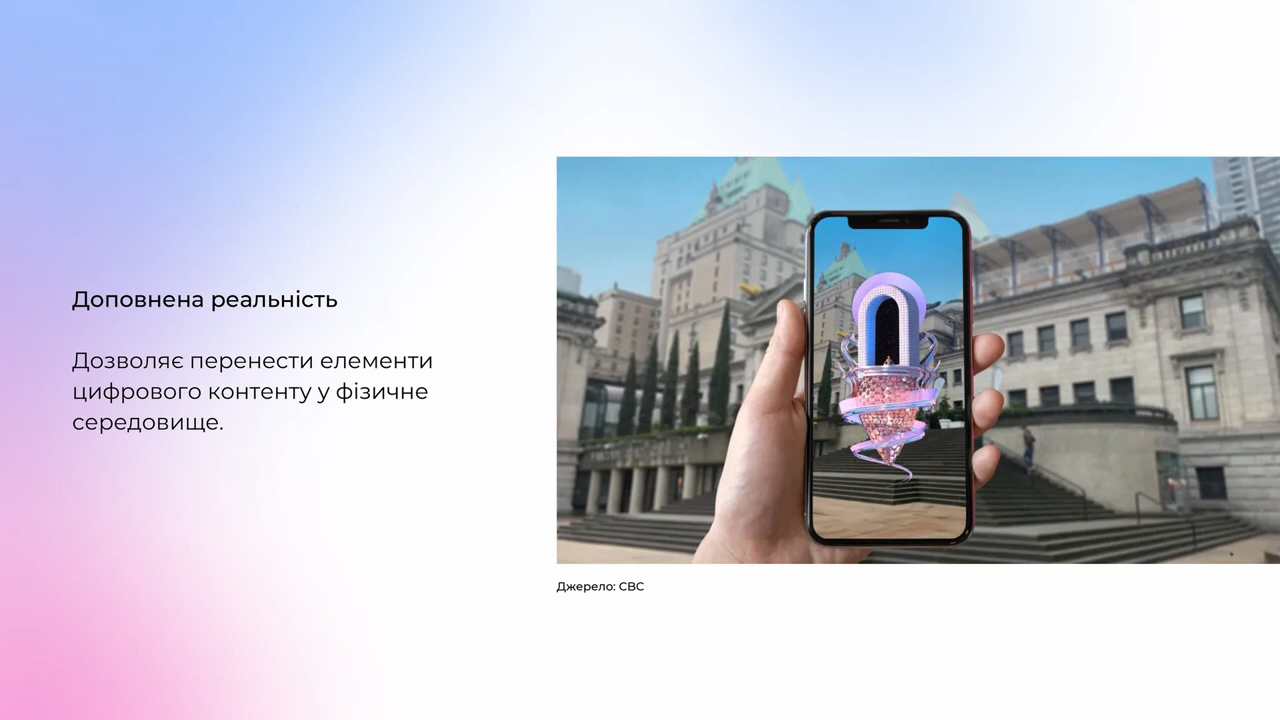 Доповнена реальність
Дозволяє перенести елементи
цифрового контенту у фізичне
середовище.
Джерело: CBC